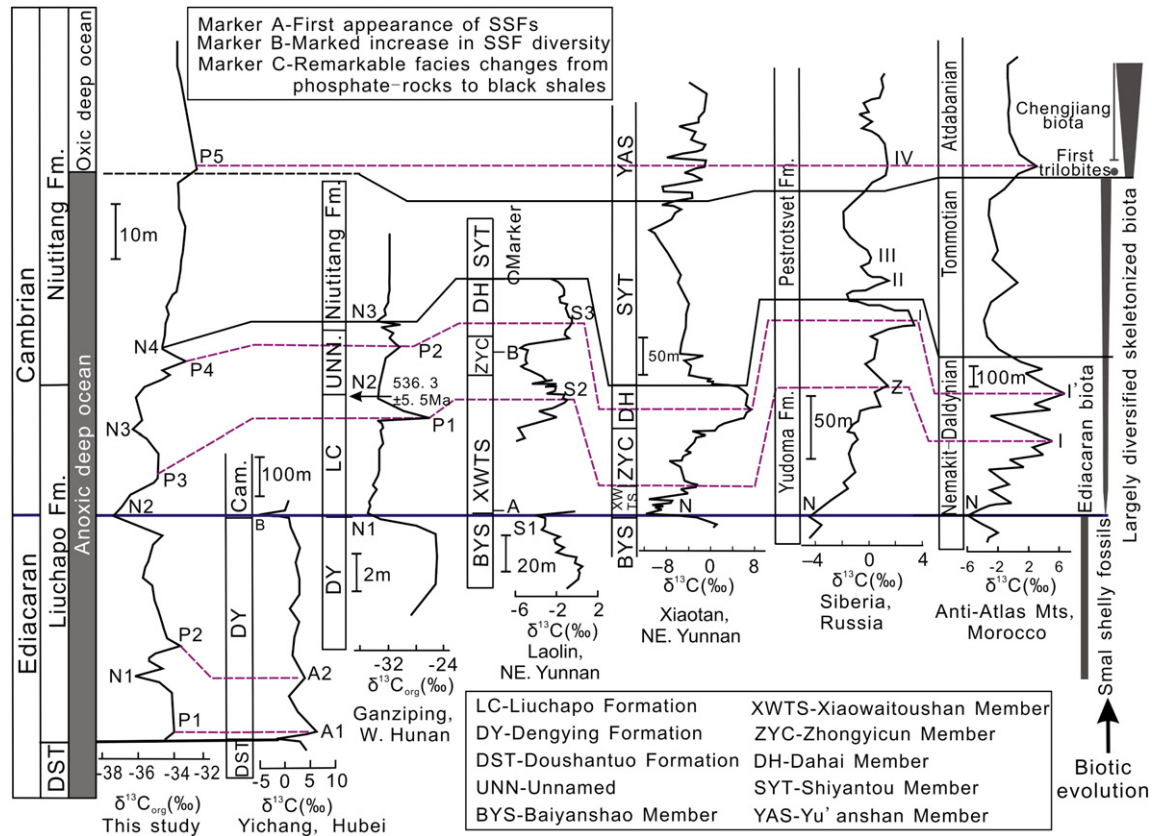 Marker A-First appearance of SSFs
Marker B-Marked increase in SSF diversity
Marker C-Remarkable facies changes from
phosphate-rocks to black shales
Cambrian
Ediacaran
Niutitang Fm.
Liuchapo Fm.
DST
Oxic deep ocean
Anoxic deep ocean
10m
P5
N4
P4
N3
P3
N2
P2
N1
P1
-38 -36 -34 -32
δ¹³Corg(‰)
This study
Cam.
DY
DST
100m
B
A2
A1
-5 0 5 10
δ¹³C(‰)
Yichang, Hubei
Niutitang Fm.
UNN.
LC
DY
N3
P2
N2
536. 3
±5. 5Ma
P1
N1
2m
-32 -24
δ¹³Corg(‰)
Ganziping,
W. Hunan
SYT
DH
ZYC
XWTS
BYS
Marker
B
A
S3
S2
S1
20m
-6 -2 2
δ¹³C(‰)
Laolin,
NE. Yunnan
YAS
SYT
DH
ZYC
XW
TS
BYS
50m
N
-8 0 8
δ¹³C(‰)
Xiaotan,
NE. Yunnan
Pestrotsvet Fm.
Yudoma Fm.
50m
IV
III
II
I
Z
N
-4 0 4
δ¹³C(‰)
Siberia,
Russia
Atdabanian
Tommotian
Nemakit-Daldynian
100m
I'
I
N
-6 -2 2 6
δ¹³C(‰)
Anti-Atlas Mts,
Morocco
Chengjiang
biota
First
trilobites
Ediacaran biota
Largely diversified skeletonized biota
Smal shelly fossils
Biotic
evolution
LC-Liuchapo Formation
DY-Dengying Formation
DST-Doushantuo Formation
UNN-Unnamed
BYS-Baiyanshao Member
XWTS-Xiaowaitoushan Member
ZYC-Zhongyicun Member
DH-Dahai Member
SYT-Shiyantou Member
YAS-Yu' anshan Member